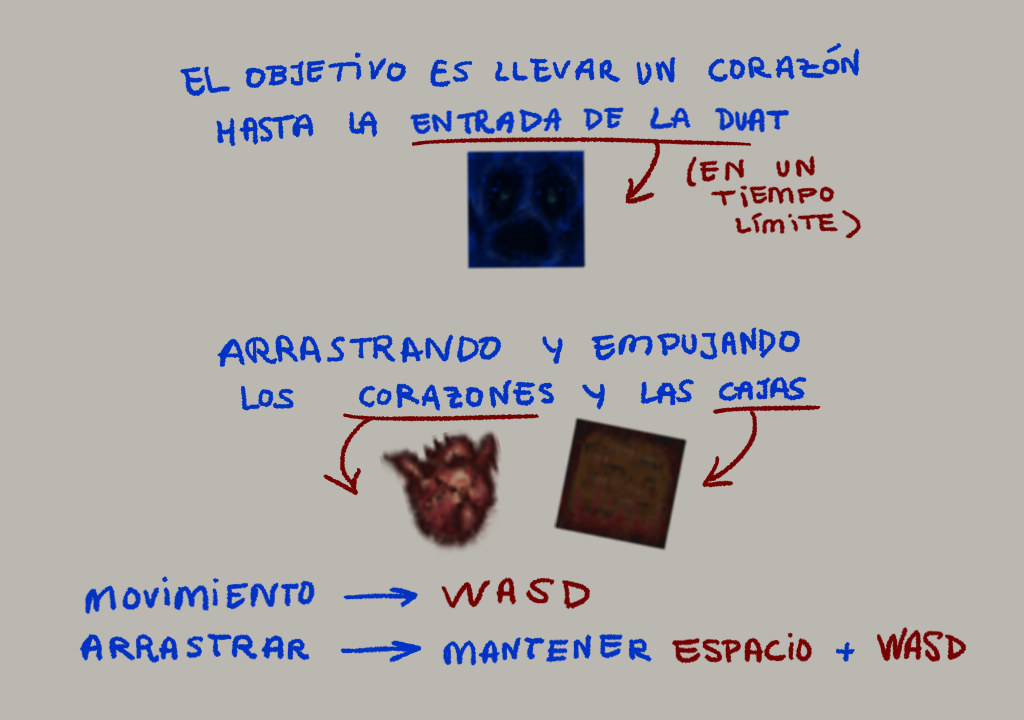 EL OBJETIVO ES LLEVAR UN CORAZÓN
HASTA LA ENTRADA DE LA DUAT
(EN UN
TIEMPO
LÍMITE)
ARRASTRANDO Y EMPUJANDO
LOS CORAZONES Y LAS CAJAS
MOVIMIENTO → WASD
ARRASTRAR → MANTENER ESPACIO + WASD